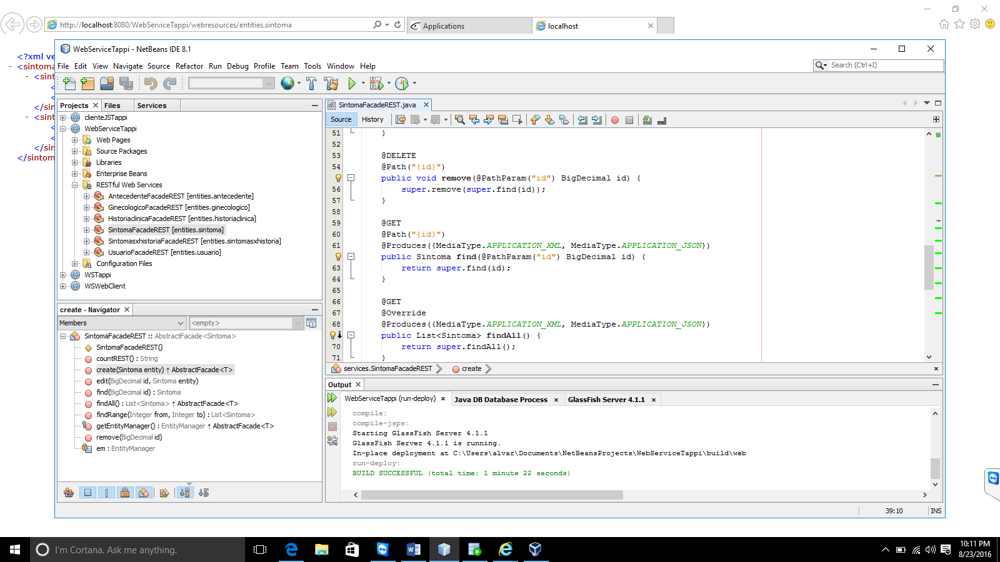 http://localhost:8080/WebServiceTappi/webresources/entities.sintoma
Applications
localhost
<?xml ve
- <sintoma
- <sint
<
<
</sin
- <sint
<
<
</sin
</sintom
WebServiceTappi - NetBeans IDE 8.1
File Edit View Navigate Source Refactor Run Debug Profile Team Tools Window Help
Search (Ctrl+I)
Projects
Files
Services
clienteJSTappi
WebServiceTappi
Web Pages
Source Packages
Libraries
Enterprise Beans
RESTful Web Services
AntecedenteFacadeREST [entities.antecedente]
GinecologicoFacadeREST [entities.ginecologico]
HistoriaclinicaFacadeREST [entities.historiaclinica]
SintomaFacadeREST [entities.sintoma]
SintomasxhistoriaFacadeREST [entities.sintomasxhistoria]
UsuarioFacadeREST [entities.usuario]
Configuration Files
WSTappi
WSWebClient
create - Navigator
Members
<empty>
SintomaFacadeREST :: AbstractFacade<Sintoma>
SintomaFacadeREST()
countREST() : String
create(Sintoma entity) ↑ AbstractFacade<T>
edit(BigDecimal id, Sintoma entity)
find(BigDecimal id) : Sintoma
findAll() : List<Sintoma> ↑ AbstractFacade<T>
findRange(Integer from, Integer to) : List<Sintoma>
getEntityManager() : EntityManager ↑ AbstractFacade<T>
remove(BigDecimal id)
em : EntityManager
SintomaFacadeREST.java
Source
History
51 }
52
53 @DELETE
54 @Path("{id}")
public void remove(@PathParam("id") BigDecimal id) {
56 super.remove(super.find(id));
57 }
58
59 @GET
60 @Path("{id}")
61 @Produces({MediaType.APPLICATION_XML, MediaType.APPLICATION_JSON})
public Sintoma find(@PathParam("id") BigDecimal id) {
63 return super.find(id);
64 }
65
66 @GET
67 @Override
68 @Produces({MediaType.APPLICATION_XML, MediaType.APPLICATION_JSON})
public List<Sintoma> findAll() {
70 return super.findAll();
71 }
services.SintomaFacadeREST
create
Output
WebServiceTappi (run-deploy)
Java DB Database Process
GlassFish Server 4.1.1
compile:
compile-jsps:
Starting GlassFish Server 4.1.1
GlassFish Server 4.1.1 is running.
In-place deployment at C:\Users\alvar\Documents\NetBeansProjects\WebServiceTappi\build\web
run-deploy:
BUILD SUCCESSFUL (total time: 1 minute 22 seconds)
39:10
INS
I'm Cortana. Ask me anything.
10:11 PM
8/23/2016